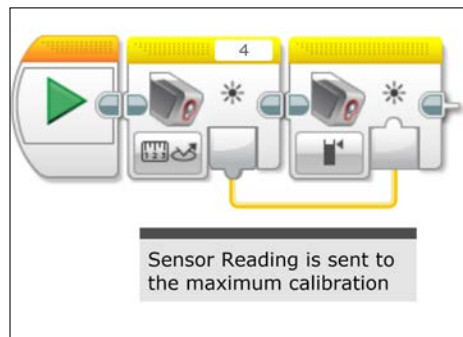 4
Sensor Reading is sent to
the maximum calibration